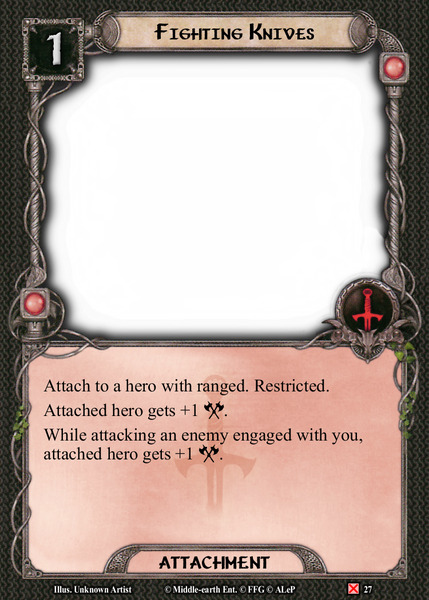 Fighting Knives
1
Attach to a hero with ranged. Restricted.
Attached hero gets +1 .
While attacking an enemy engaged with you,
attached hero gets +1 .
ATTACHMENT
Illus. Unknown Artist © Middle-earth Ent. © FFG © ALeP 27